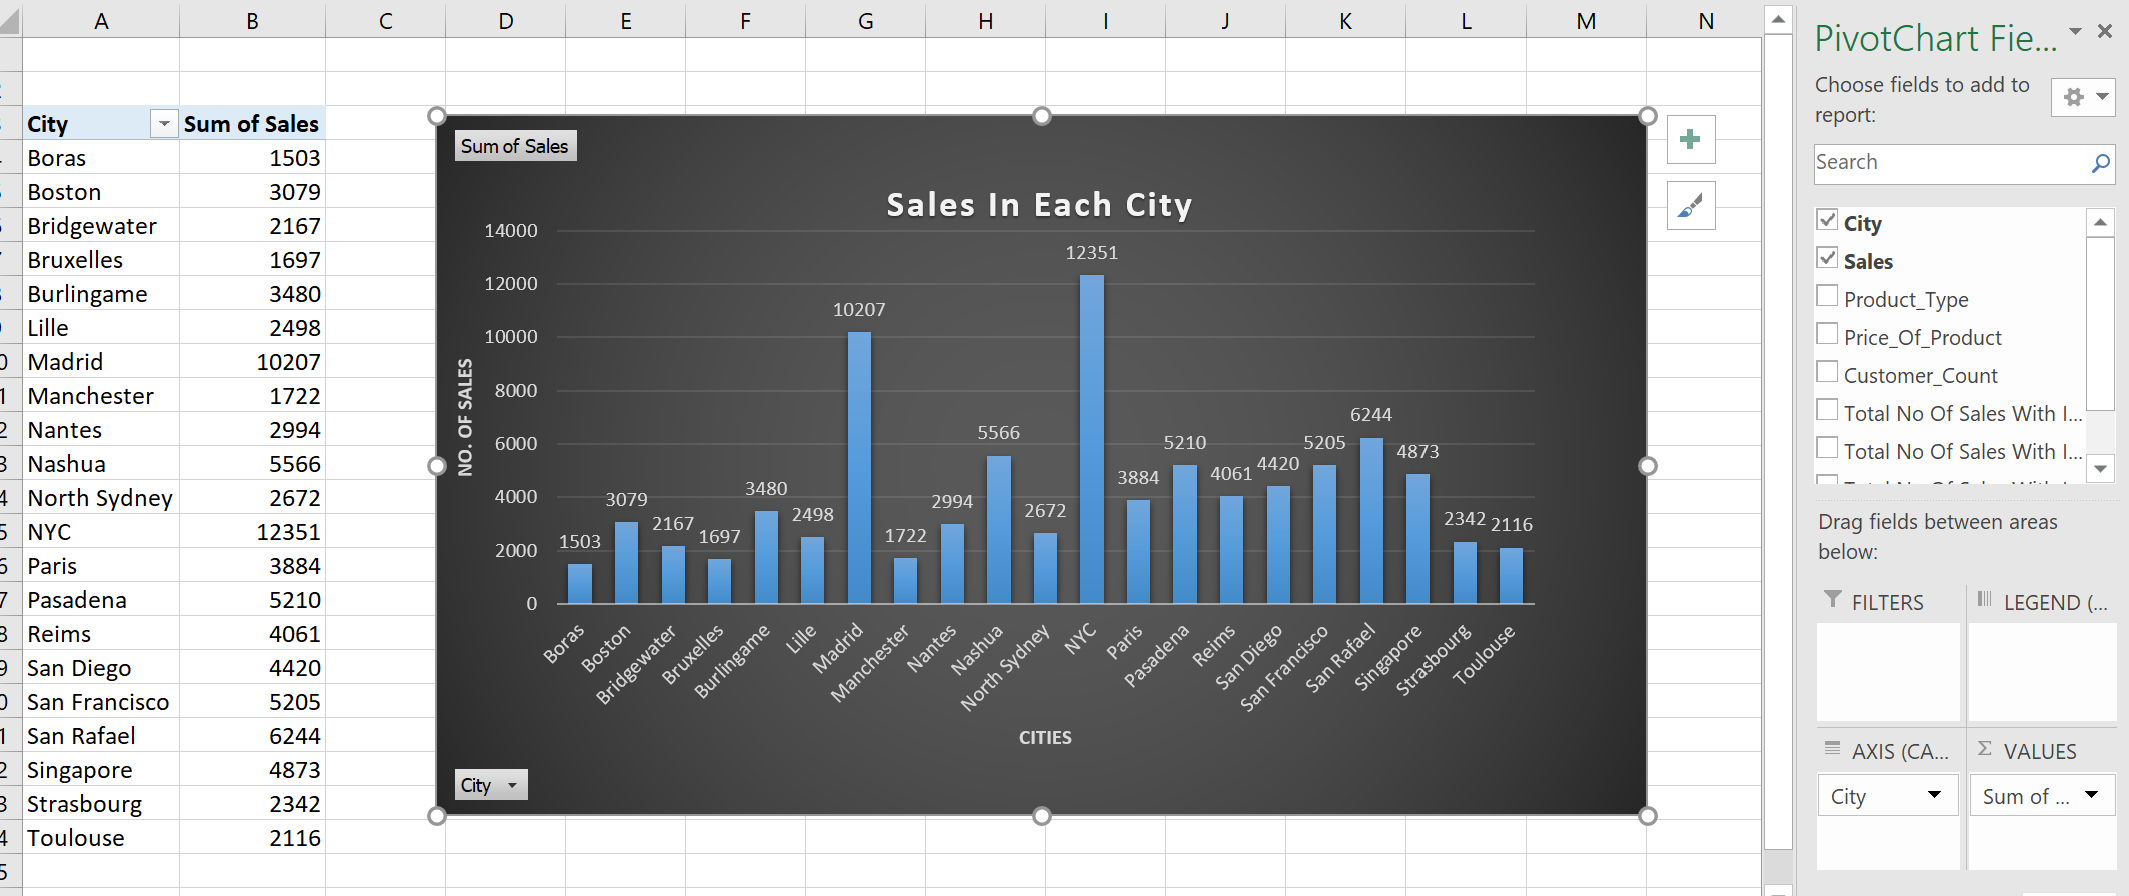 A B C D E F G H I J K L M N
City Sum of Sales
Boras 1503
Boston 3079
Bridgewater 2167
Bruxelles 1697
Burlingame 3480
Lille 2498
Madrid 10207
Manchester 1722
Nantes 2994
Nashua 5566
North Sydney 2672
NYC 12351
Paris 3884
Pasadena 5210
Reims 4061
San Diego 4420
San Francisco 5205
San Rafael 6244
Singapore 4873
Strasbourg 2342
Toulouse 2116
Sum of Sales
Sales In Each City
NO. OF SALES
14000
12000
10000
8000
6000
4000
2000
0
1503 3079 2167 1697 3480 2498 10207 1722 2994 5566 2672 12351 3884 5210 4061 4420 5205 6244 4873 2342 2116
Boras Boston Bridgewater Bruxelles Burlingame Lille Madrid Manchester Nantes Nashua North Sydney NYC Paris Pasadena Reims San Diego San Francisco San Rafael Singapore Strasbourg Toulouse
CITIES
City
PivotChart Fie...
Choose fields to add to
report:
Search
City
Sales
Product_Type
Price_Of_Product
Customer_Count
Total No Of Sales With I...
Total No Of Sales With I...
Drag fields between areas
below:
FILTERS LEGEND (...
AXIS (CA... Σ VALUES
City Sum of ...